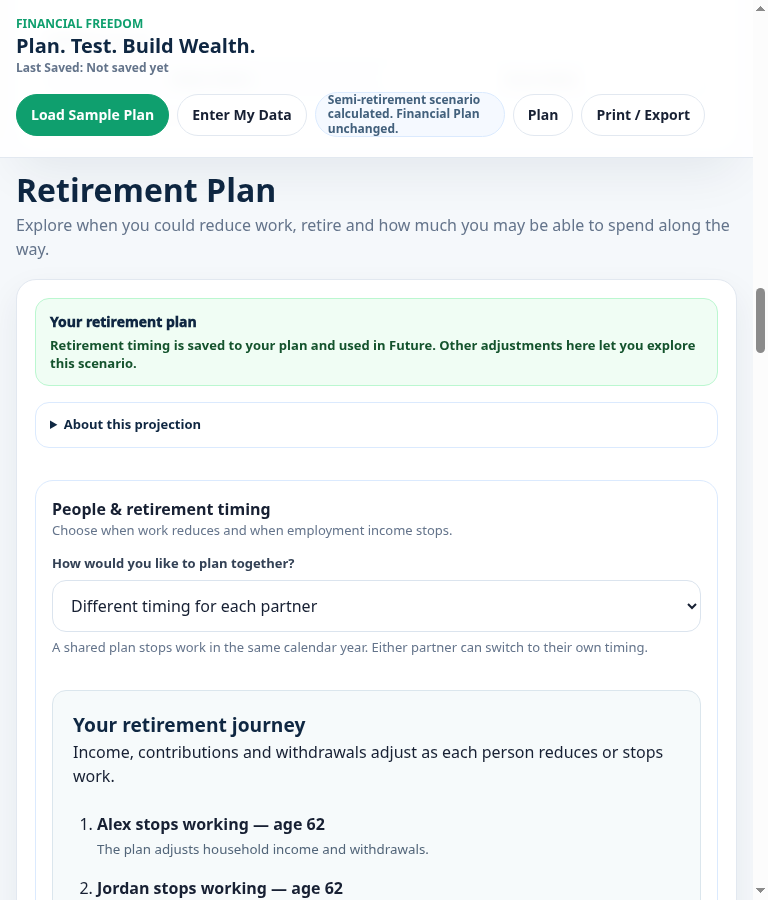 FINANCIAL FREEDOM
Plan. Test. Build Wealth.
Last Saved: Not saved yet
Load Sample Plan
Enter My Data
Semi-retirement scenario
calculated. Financial Plan
unchanged.
Plan
Print / Export
Retirement Plan
Explore when you could reduce work, retire and how much you may be able to spend along the
way.
Your retirement plan
Retirement timing is saved to your plan and used in Future. Other adjustments here let you explore
this scenario.
About this projection
People & retirement timing
Choose when work reduces and when employment income stops.
How would you like to plan together?
Different timing for each partner
A shared plan stops work in the same calendar year. Either partner can switch to their own timing.
Your retirement journey
Income, contributions and withdrawals adjust as each person reduces or stops
work.
1. Alex stops working — age 62
The plan adjusts household income and withdrawals.
2. Jordan stops working — age 62